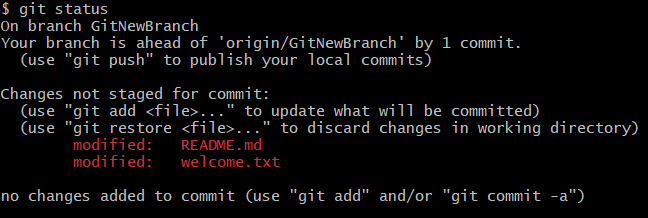 $ git status
On branch GitNewBranch
Your branch is ahead of 'origin/GitNewBranch' by 1 commit.
  (use "git push" to publish your local commits)

Changes not staged for commit:
  (use "git add <file>..." to update what will be committed)
  (use "git restore <file>..." to discard changes in working directory)
        modified:   README.md
        modified:   welcome.txt

no changes added to commit (use "git add" and/or "git commit -a")